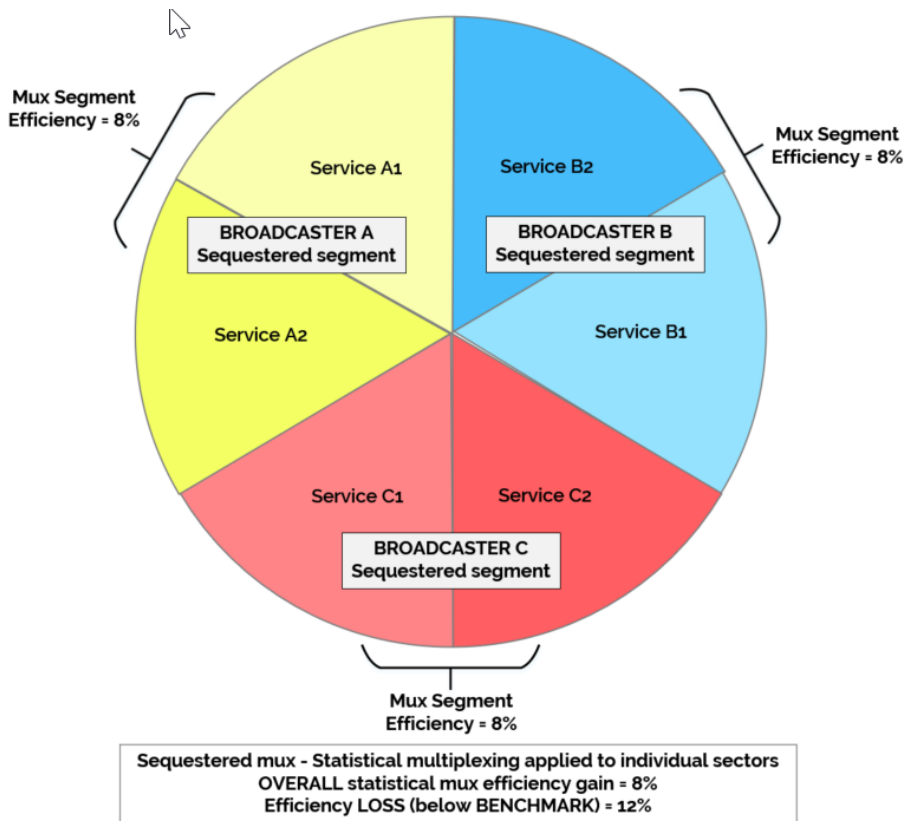 Mux Segment
Efficiency = 8%
Mux Segment
Efficiency = 8%
Service A1
Service B2
BROADCASTER A
Sequestered segment
BROADCASTER B
Sequestered segment
Service A2
Service B1
Service C1
Service C2
BROADCASTER C
Sequestered segment
Mux Segment
Efficiency = 8%
Sequestered mux - Statistical multiplexing applied to individual sectors
OVERALL statistical mux efficiency gain = 8%
Efficiency LOSS (below BENCHMARK) = 12%